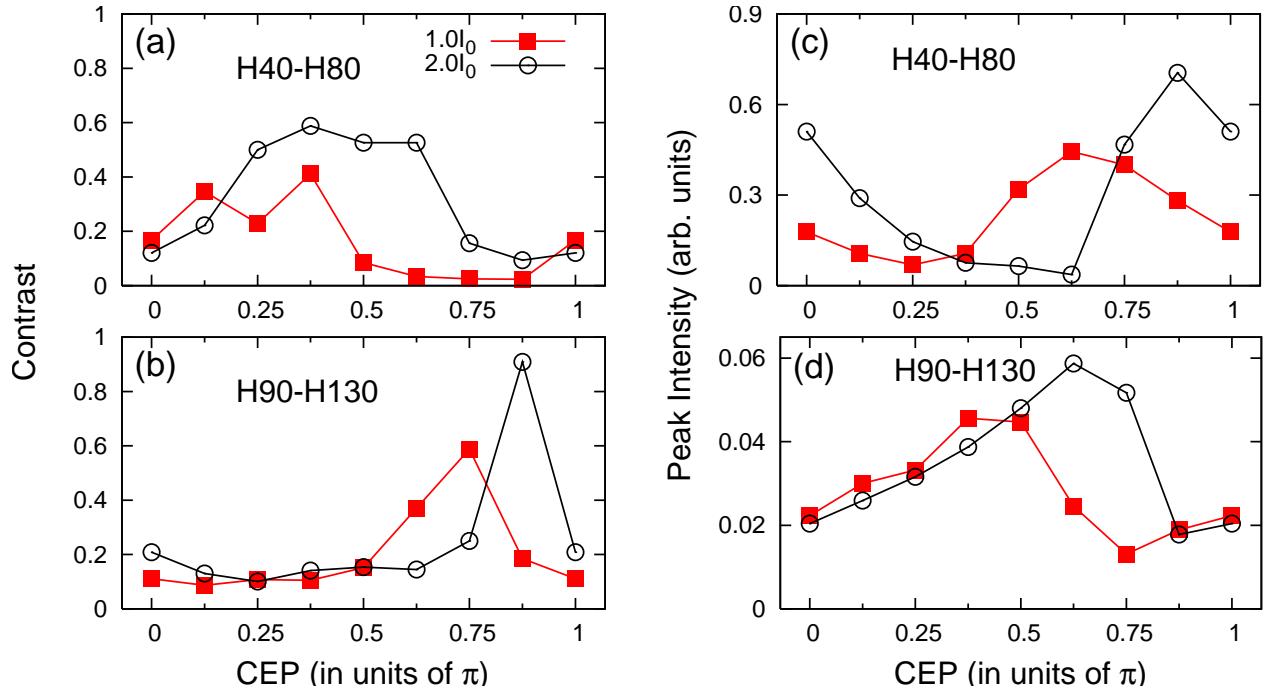 (a)
H40-H80
1.0I0
2.0I0
1
0.8
0.6
0.4
0.2
0
0
0.25
0.5
0.75
1
(b)
H90-H130
1
0.8
0.6
0.4
0.2
0
0
0.25
0.5
0.75
1
Contrast
CEP (in units of π)
(c)
H40-H80
0.9
0.6
0.3
0
0
0.25
0.5
0.75
1
(d)
H90-H130
0.06
0.04
0.02
0
0
0.25
0.5
0.75
1
Peak Intensity (arb. units)
CEP (in units of π)